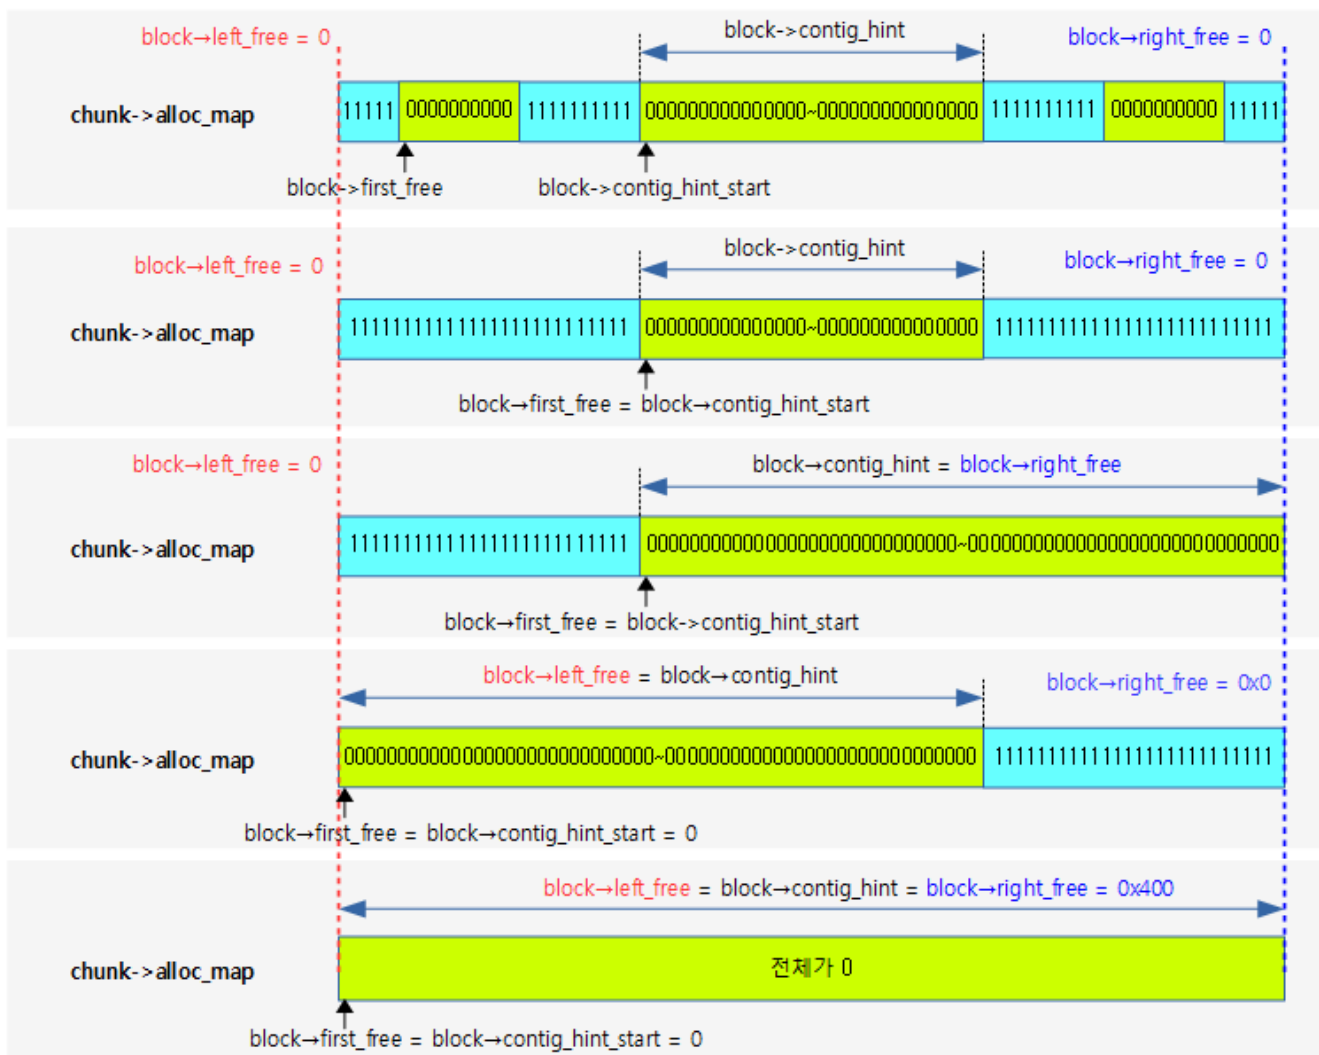 block→left_free = 0
block->contig_hint
block→right_free = 0
chunk->alloc_map 11111 0000000000 1111111111 000000000000000~000000000000000 1111111111 0000000000 11111
block->first_free
block->contig_hint_start
block→left_free = 0
block->contig_hint
block→right_free = 0
chunk->alloc_map 11111111111111111111111111 000000000000000~000000000000000 11111111111111111111111111
block→first_free = block→contig_hint_start
block→left_free = 0
block→contig_hint = block→right_free
chunk->alloc_map 11111111111111111111111111 00000000000000000000000000000~00000000000000000000000000000
block→first_free = block->contig_hint_start
block→left_free = block→contig_hint
block→right_free = 0x0
chunk->alloc_map 00000000000000000000000000000~00000000000000000000000000000 11111111111111111111111111
block→first_free = block→contig_hint_start = 0
block→left_free = block→contig_hint = block→right_free = 0x400
chunk->alloc_map 전체가 0
block→first_free = block→contig_hint_start = 0